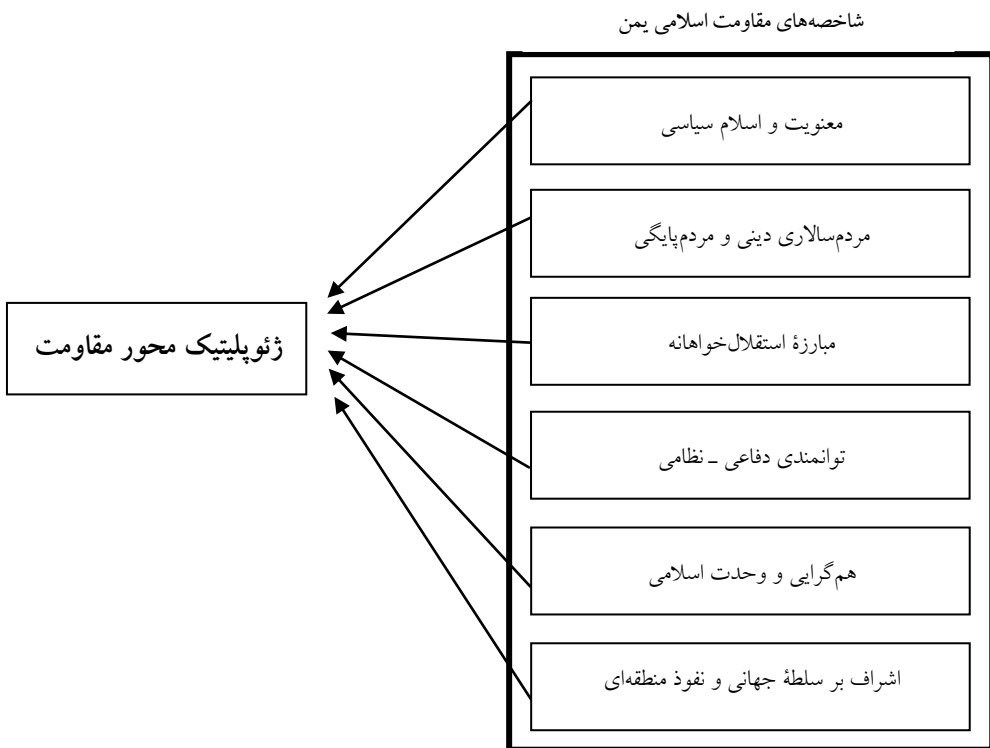 شاخصه‌های مقاومت اسلامی یمن
معنویت و اسلام سیاسی
مردم‌سالاری دینی و مردم‌پایگی
مبارزهٔ استقلال‌خواهانه
ژئوپلیتیک محور مقاومت
توانمندی دفاعی ـ نظامی
هم‌گرایی و وحدت اسلامی
اشراف بر سلطهٔ جهانی و نفوذ منطقه‌ای